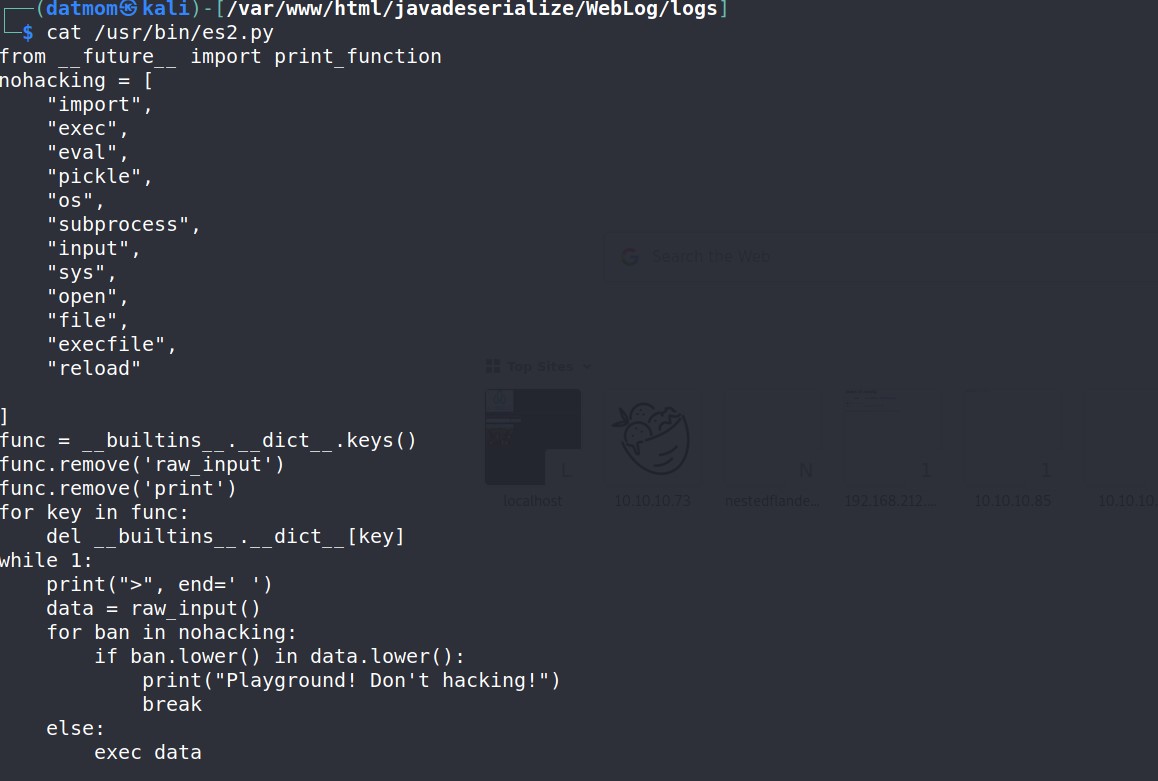 ┌──(datmom㉿kali)-[/var/www/html/javadeserialize/WebLog/logs]
└─$ cat /usr/bin/es2.py
from __future__ import print_function
nohacking = [
    "import",
    "exec",
    "eval",
    "pickle",
    "os",
    "subprocess",
    "input",
    "sys",
    "open",
    "file",
    "execfile",
    "reload"

]
func = __builtins__.__dict__.keys()
func.remove('raw_input')
func.remove('print')
for key in func:
    del __builtins__.__dict__[key]
while 1:
    print(">", end=' ')
    data = raw_input()
    for ban in nohacking:
        if ban.lower() in data.lower():
            print("Playground! Don't hacking!")
            break
    else:
        exec data
Search the Web
Top Sites
L
N
1
1
localhost
10.10.10.73
nestedflande...
192.168.212...
10.10.10.85
10.10.10